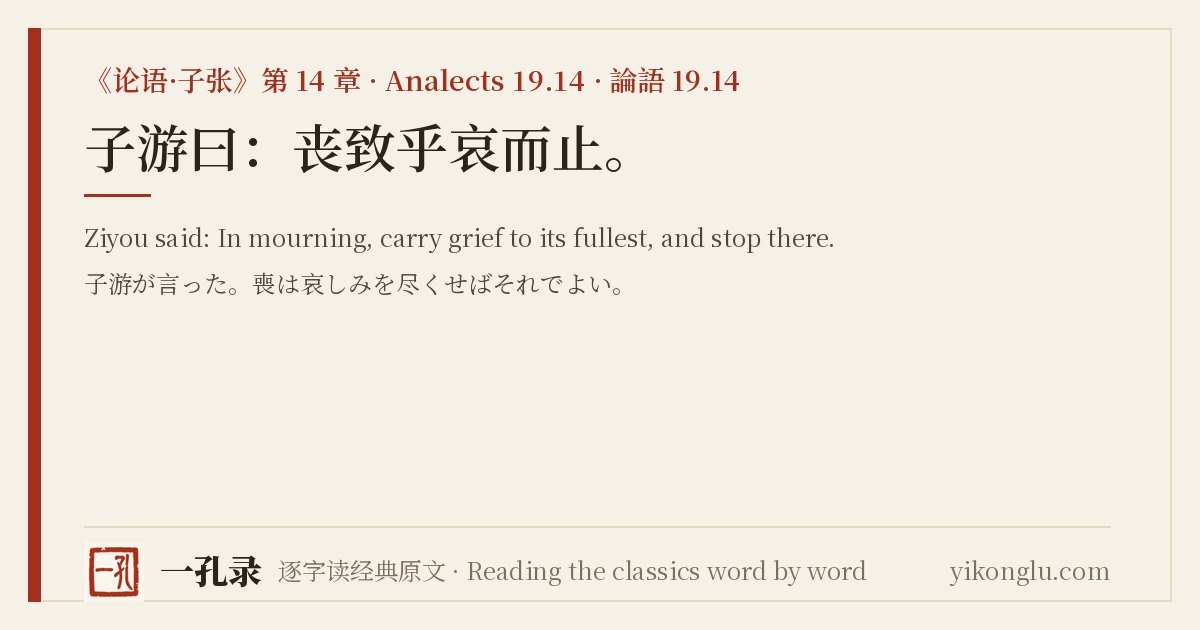 《论语·子张》第 14 章 · Analects 19.14 · 論語 19.14
子游曰：丧致乎哀而止。
Ziyou said: In mourning, carry grief to its fullest, and stop there.
子游が言った。喪は哀しみを尽くせばそれでよい。
一孔 一孔录 逐字读经典原文 · Reading the classics word by word yikonglu.com